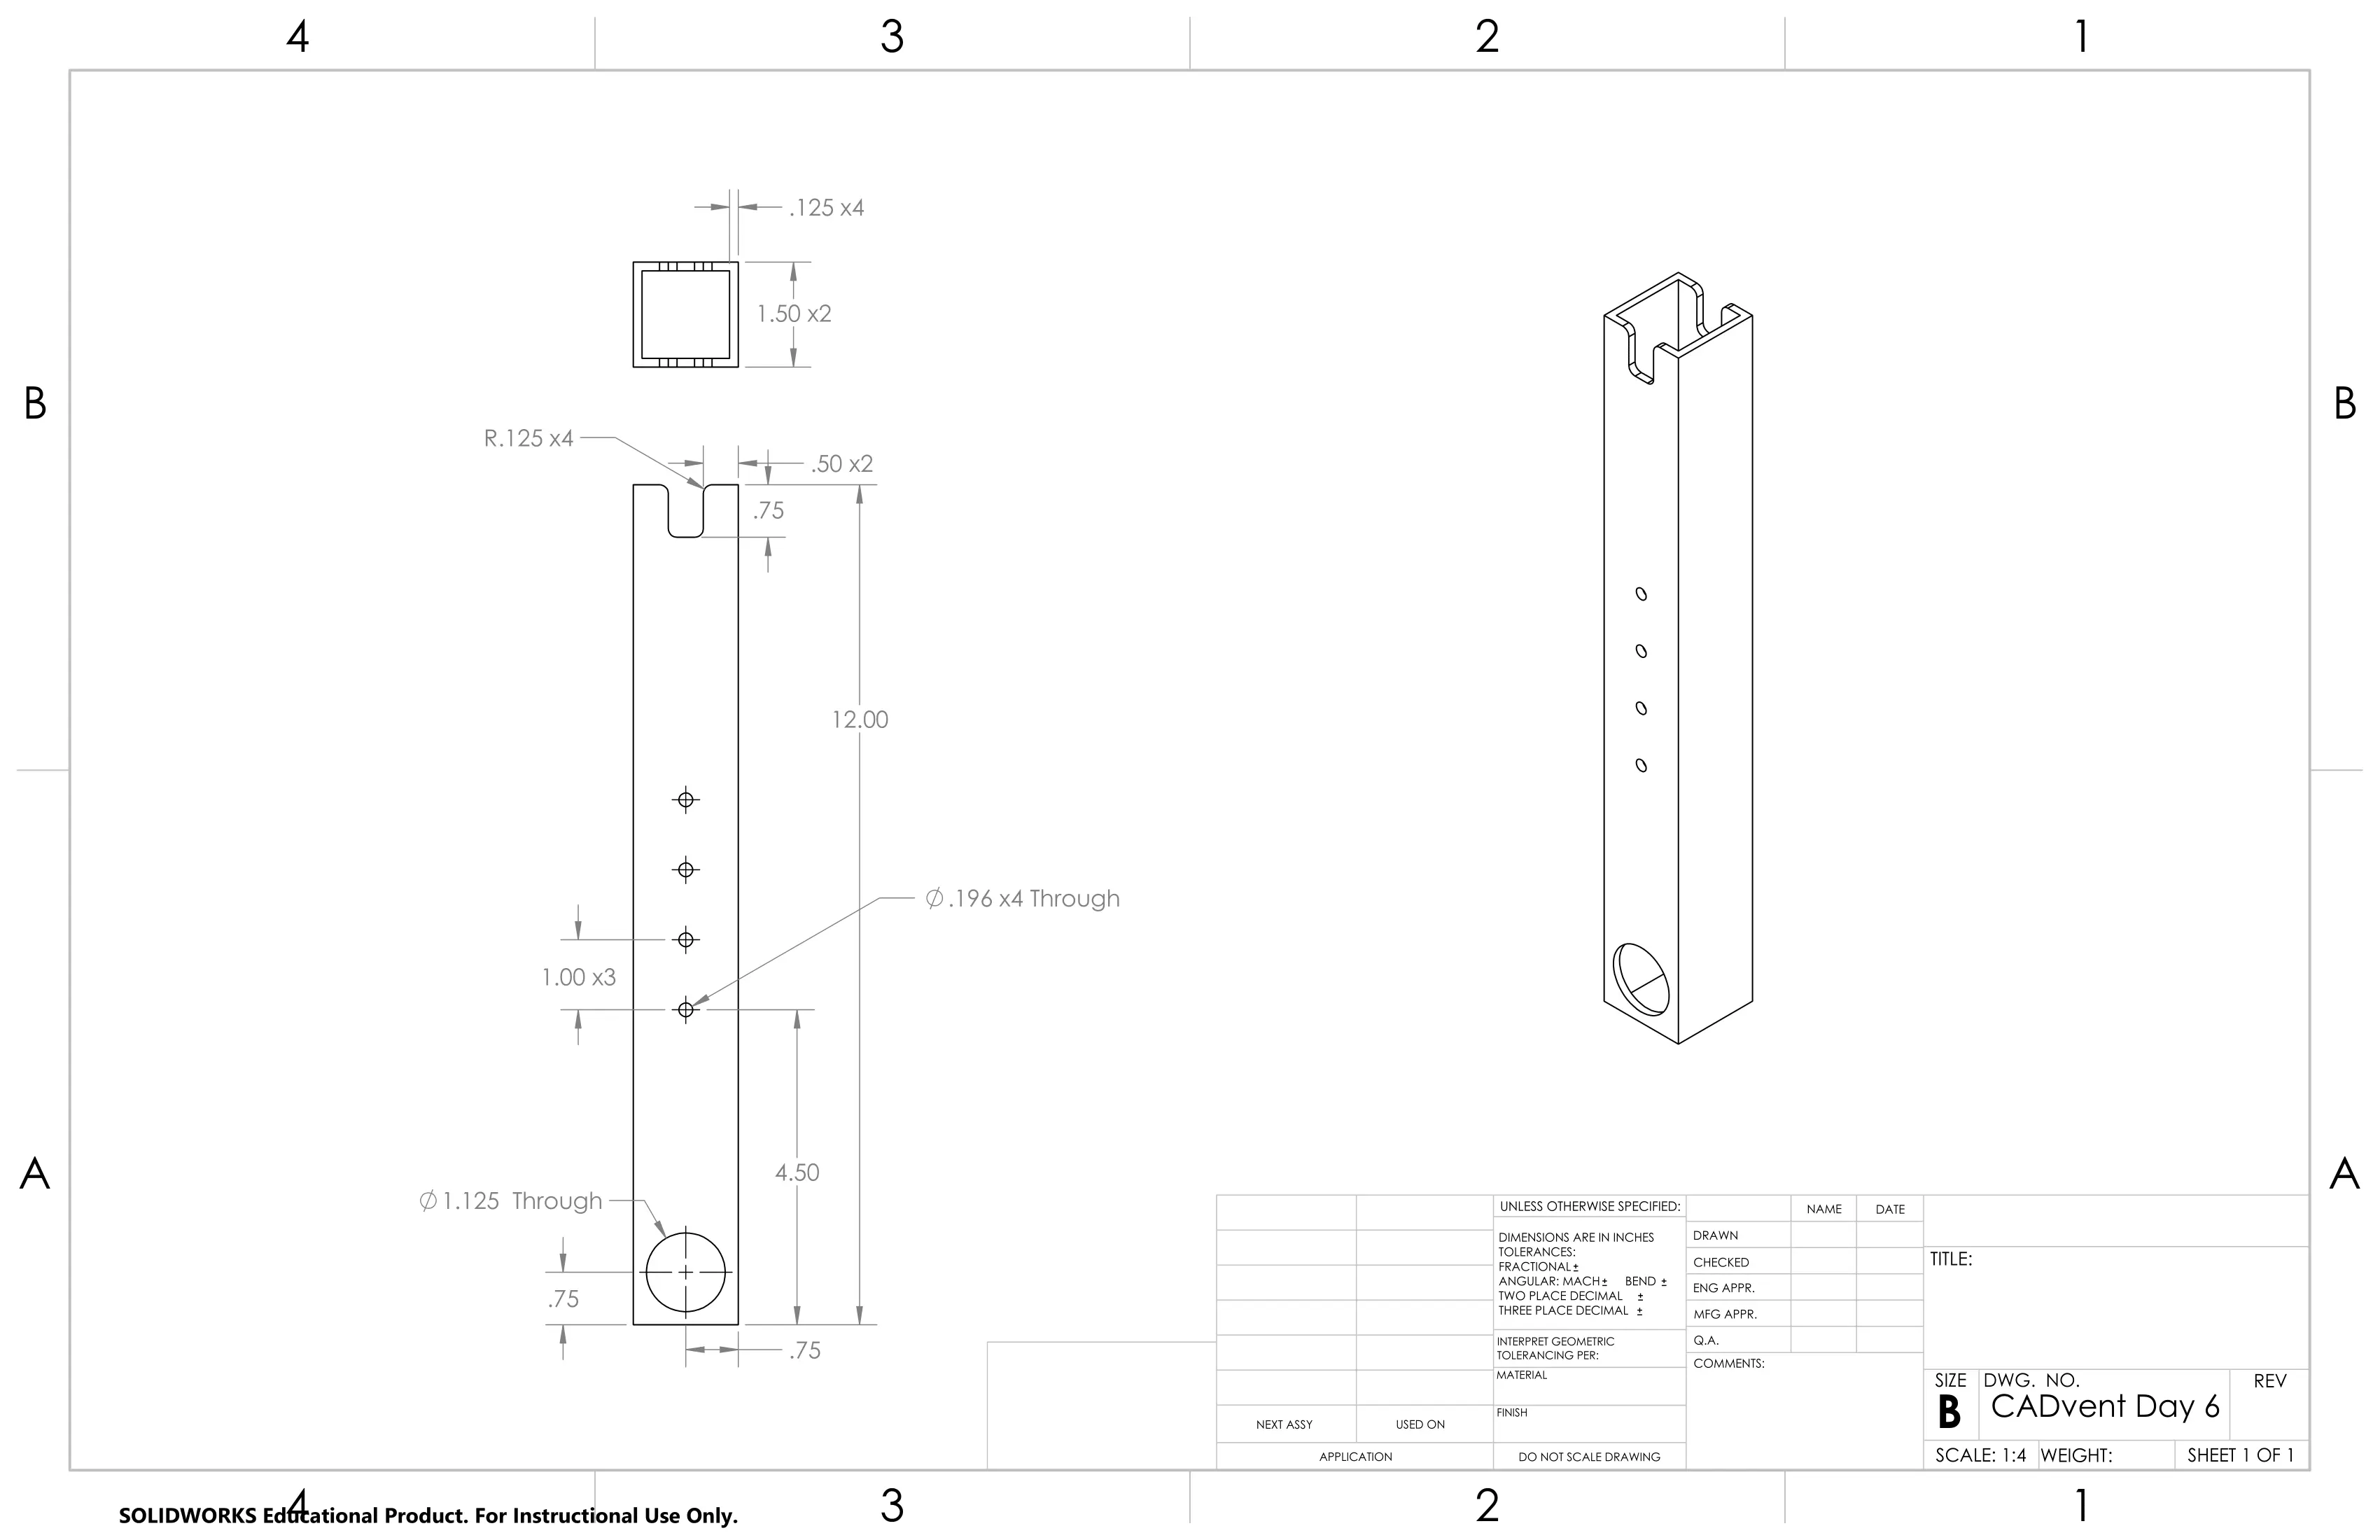 4 3 2 1
.125 x4
1.50 x2
B B
R.125 x4
.50 x2
.75
12.00
Ø.196 x4 Through
1.00 x3
4.50
A A
Ø1.125 Through
.75
.75
UNLESS OTHERWISE SPECIFIED:
DIMENSIONS ARE IN INCHES
TOLERANCES:
FRACTIONAL±
ANGULAR: MACH± BEND ±
TWO PLACE DECIMAL ±
THREE PLACE DECIMAL ±
INTERPRET GEOMETRIC
TOLERANCING PER:
MATERIAL
FINISH
NEXT ASSY USED ON
APPLICATION
DO NOT SCALE DRAWING
NAME DATE
DRAWN
CHECKED
ENG APPR.
MFG APPR.
Q.A.
COMMENTS:
TITLE:
SIZE DWG. NO. REV
B CADvent Day 6
SCALE: 1:4 WEIGHT: SHEET 1 OF 1
4 3 2 1
SOLIDWORKS Educational Product. For Instructional Use Only.